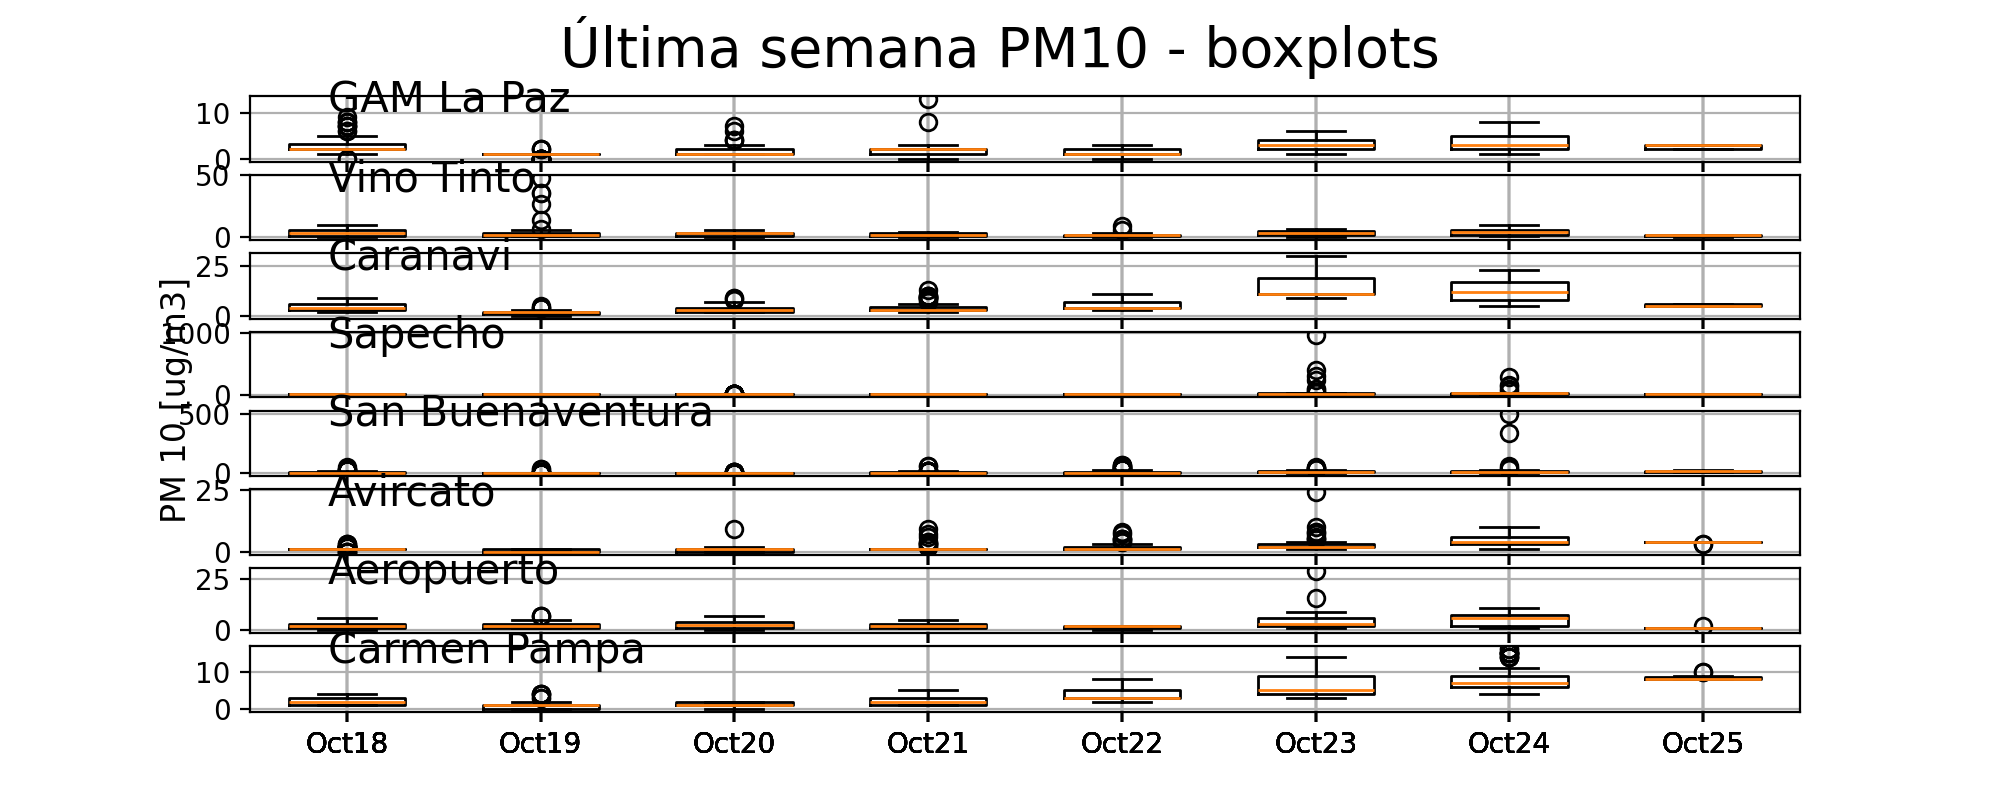 Última semana PM10 - boxplots
GAM La Paz
10
0
Vino Tinto
50
0
Caranavi
25
0
PM 10 [ug/m3]
Sapecho
1000
0
San Buenaventura
500
0
Avircato
25
0
Aeropuerto
25
0
Carmen Pampa
10
0
Oct18 Oct19 Oct20 Oct21 Oct22 Oct23 Oct24 Oct25